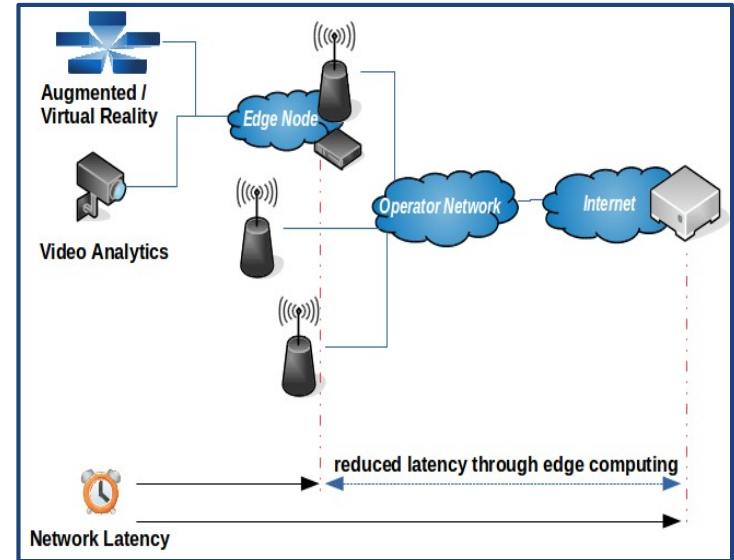 Augmented /
Virtual Reality
Edge Node
Operator Network
Internet
Video Analytics
reduced latency through edge computing
Network Latency